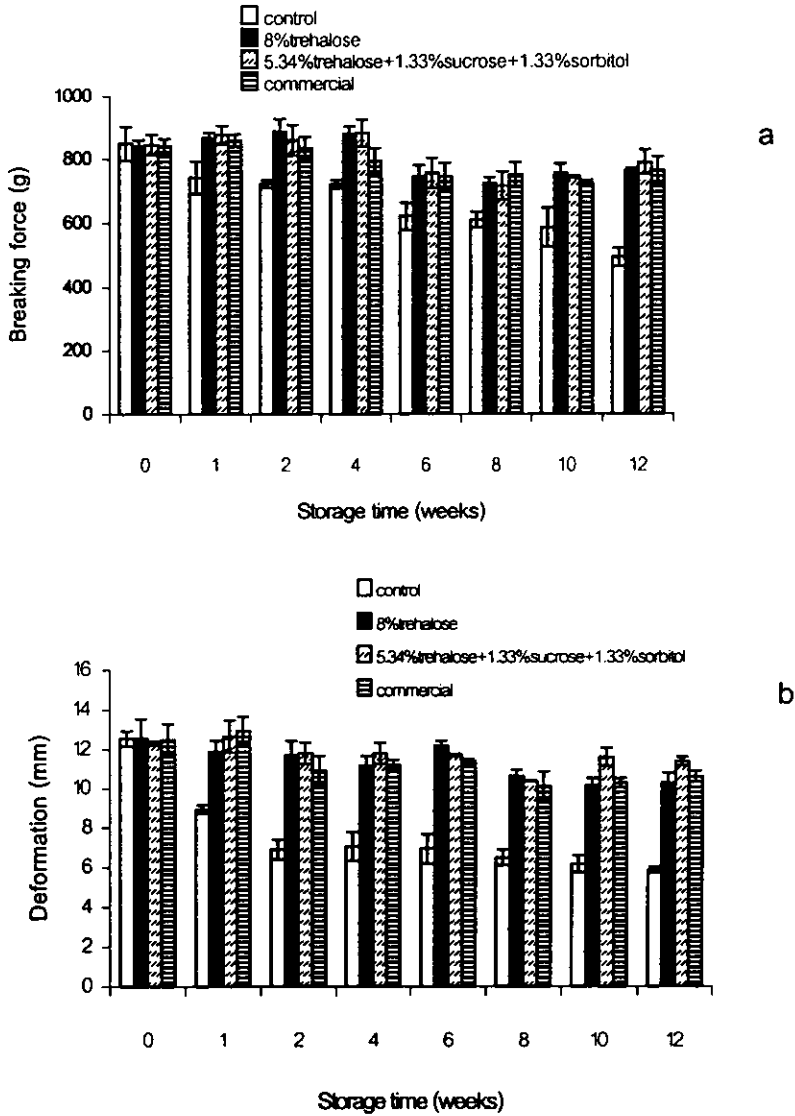 control
8%trehalose
5.34%trehalose+1.33%sucrose+1.33%sorbitol
commercial
a
1000
800
600
400
200
0
Breaking force (g)
0 1 2 4 6 8 10 12
Storage time (weeks)
control
8%trehalose
5.34%trehalose+1.33%sucrose+1.33%sorbitol
commercial
b
16
14
12
10
8
6
4
2
0
Deformation (mm)
0 1 2 4 6 8 10 12
Storage time (weeks)